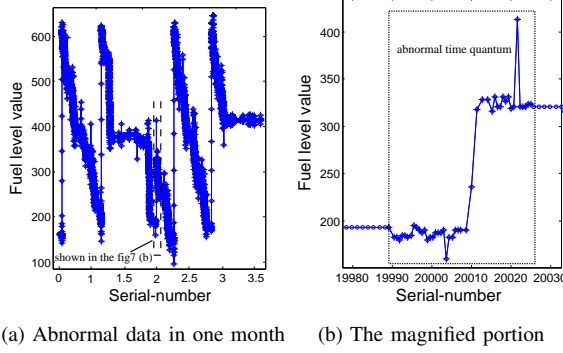 600
500
400
300
200
100
Fuel level value
shown in the fig7 (b)
0 0.5 1 1.5 2 2.5 3 3.5
Serial-number
(a) Abnormal data in one month
400
350
300
250
200
Fuel level value
abnormal time quantum
19980 19990 20000 20010 20020 20030
Serial-number
(b) The magnified portion